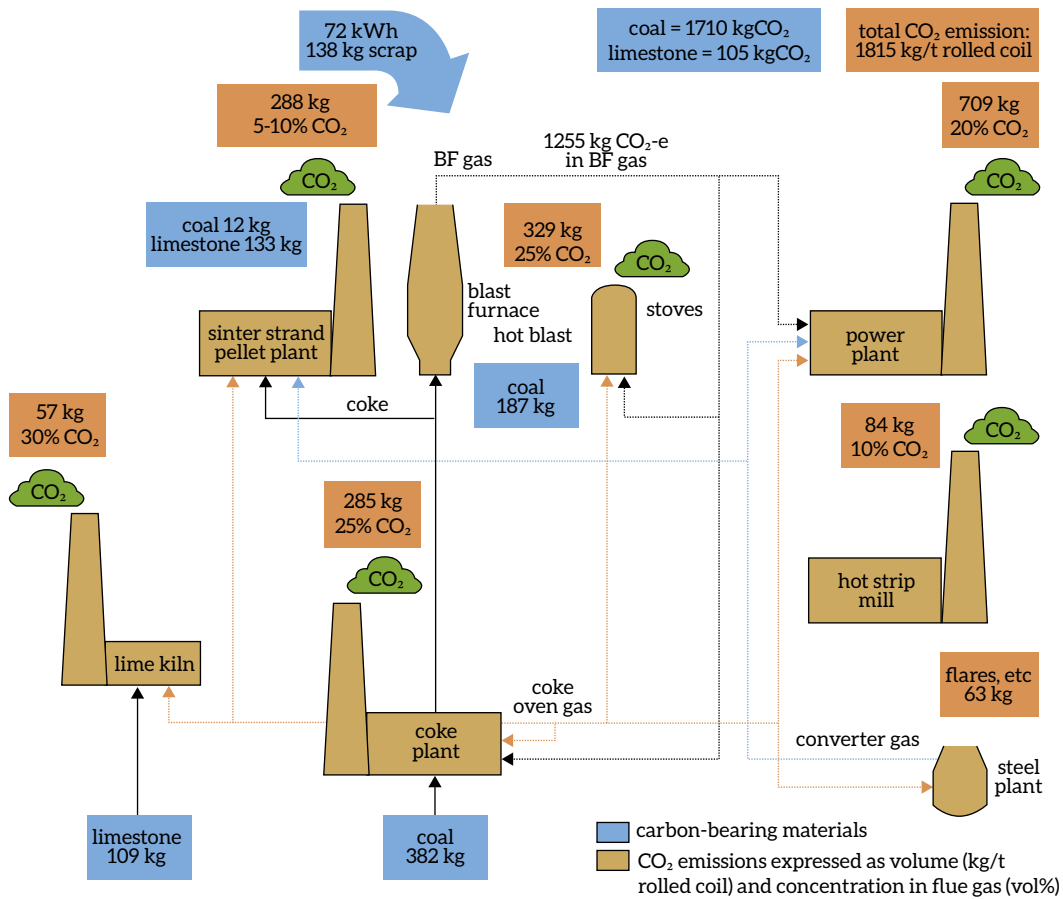 72 kWh
138 kg scrap
coal = 1710 kgCO₂
limestone = 105 kgCO₂
total CO₂ emission:
1815 kg/t rolled coil
288 kg
5-10% CO₂
709 kg
20% CO₂
BF gas
1255 kg CO₂-e
in BF gas
CO₂
CO₂
coal 12 kg
limestone 133 kg
329 kg
25% CO₂
CO₂
blast
furnace
hot blast
stoves
sinter strand
pellet plant
power
plant
coal
187 kg
coke
57 kg
30% CO₂
84 kg
10% CO₂
CO₂
CO₂
285 kg
25% CO₂
CO₂
hot strip
mill
lime kiln
coke
oven gas
flares, etc
63 kg
coke
plant
converter gas
steel
plant
limestone
109 kg
coal
382 kg
carbon-bearing materials
CO₂ emissions expressed as volume (kg/t
rolled coil) and concentration in flue gas (vol%)